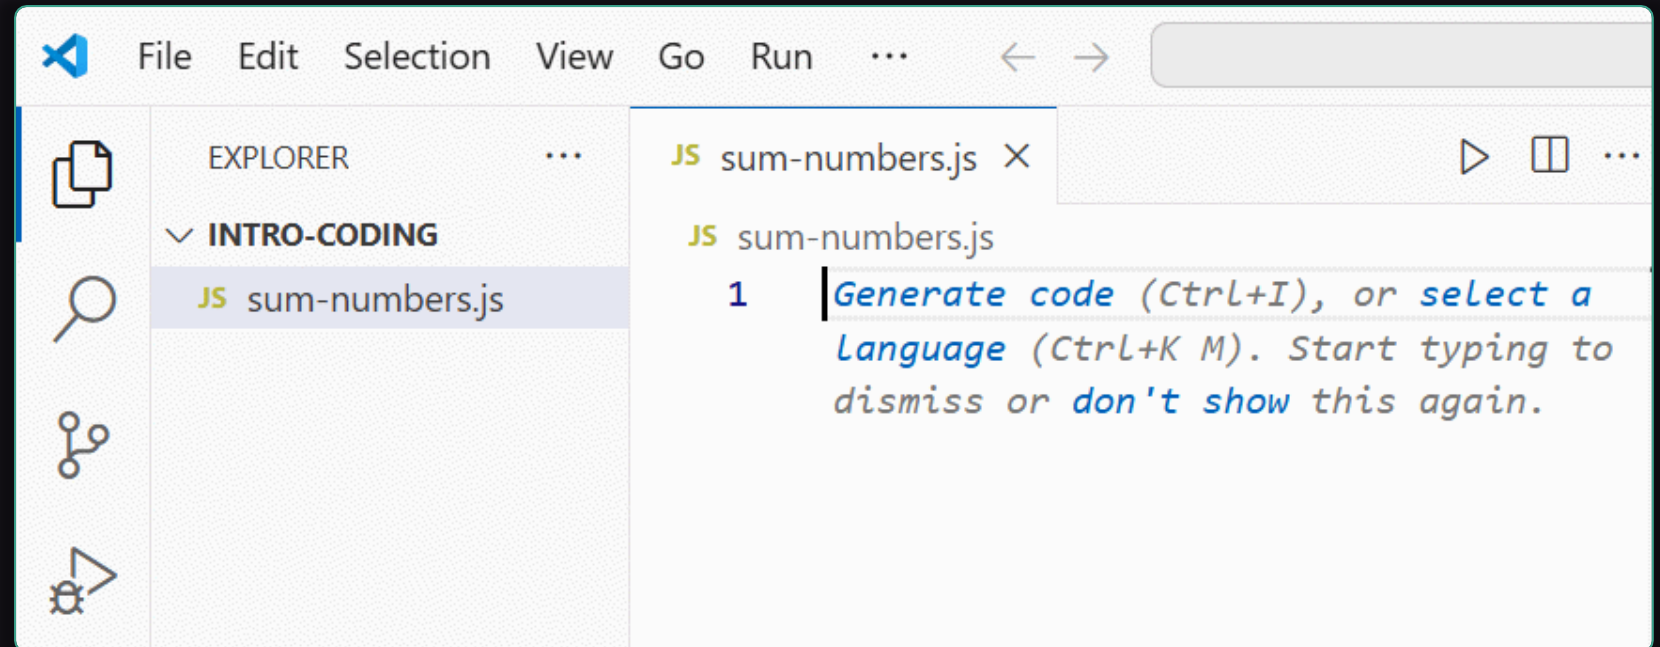 File Edit Selection View Go Run ···
EXPLORER ···
INTRO-CODING
JS sum-numbers.js
JS sum-numbers.js
···
JS sum-numbers.js
1 Generate code (Ctrl+I), or select a
language (Ctrl+K M). Start typing to
dismiss or don't show this again.